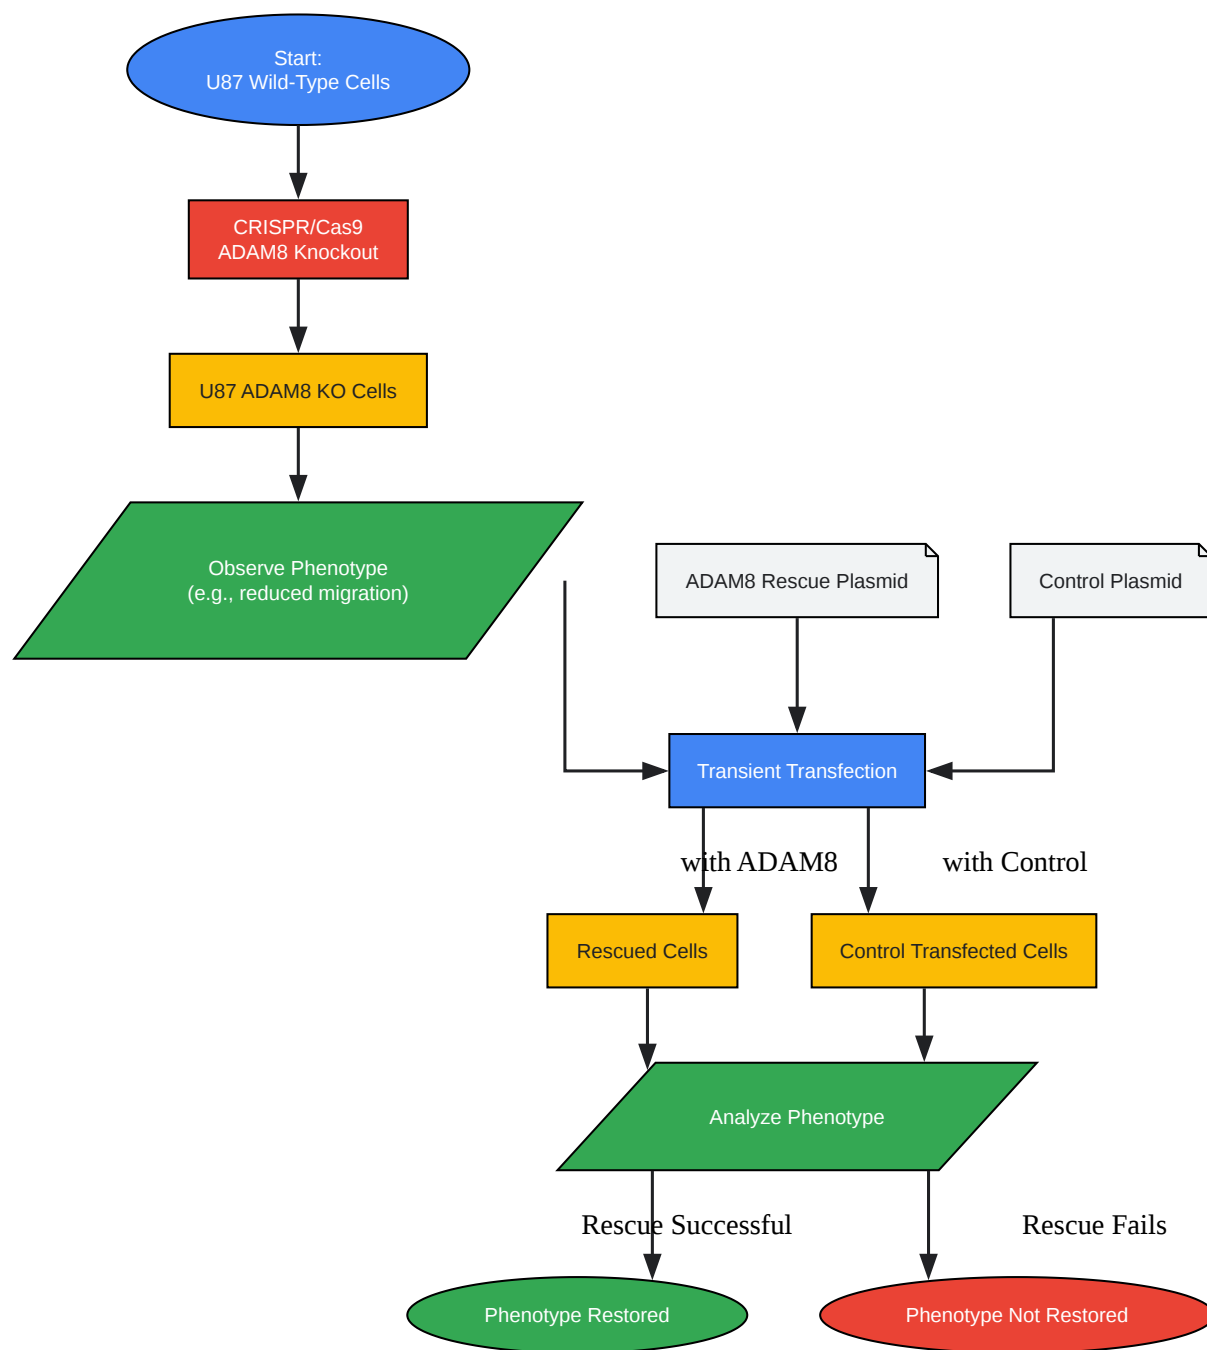 Start:
U87 Wild-Type Cells
CRISPR/Cas9
ADAM8 Knockout
U87 ADAM8 KO Cells
Observe Phenotype
(e.g., reduced migration)
ADAM8 Rescue Plasmid
Control Plasmid
Transient Transfection
with ADAM8
with Control
Rescued Cells
Control Transfected Cells
Analyze Phenotype
Rescue Successful
Rescue Fails
Phenotype Restored
Phenotype Not Restored